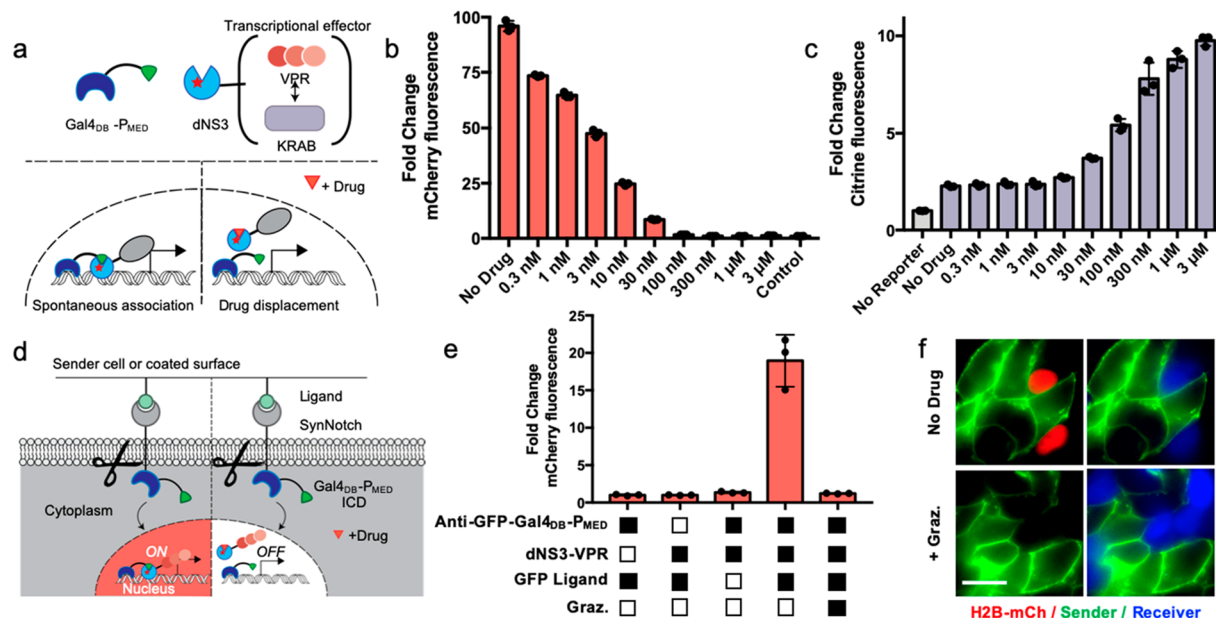 a
Transcriptional effector
VPR
KRAB
Gal4DB -PMED
dNS3
+ Drug
Spontaneous association
Drug displacement
b
Fold Change
mCherry fluorescence
100
75
50
25
0
No Drug
0.3 nM
1 nM
3 nM
10 nM
30 nM
100 nM
300 nM
1 µM
3 µM
Control
c
Fold Change
Citrine fluorescence
10
5
0
No Reporter
No Drug
0.3 nM
1 nM
3 nM
10 nM
30 nM
100 nM
300 nM
1 µM
3 µM
d
Sender cell or coated surface
Ligand
SynNotch
Gal4DB-PMED
ICD
Cytoplasm
+Drug
ON
OFF
Nucleus
e
Fold Change
mCherry fluorescence
25
20
15
10
5
0
Anti-GFP-Gal4DB-PMED
dNS3-VPR
GFP Ligand
Graz.
f
No Drug
+ Graz.
H2B-mCh / Sender / Receiver